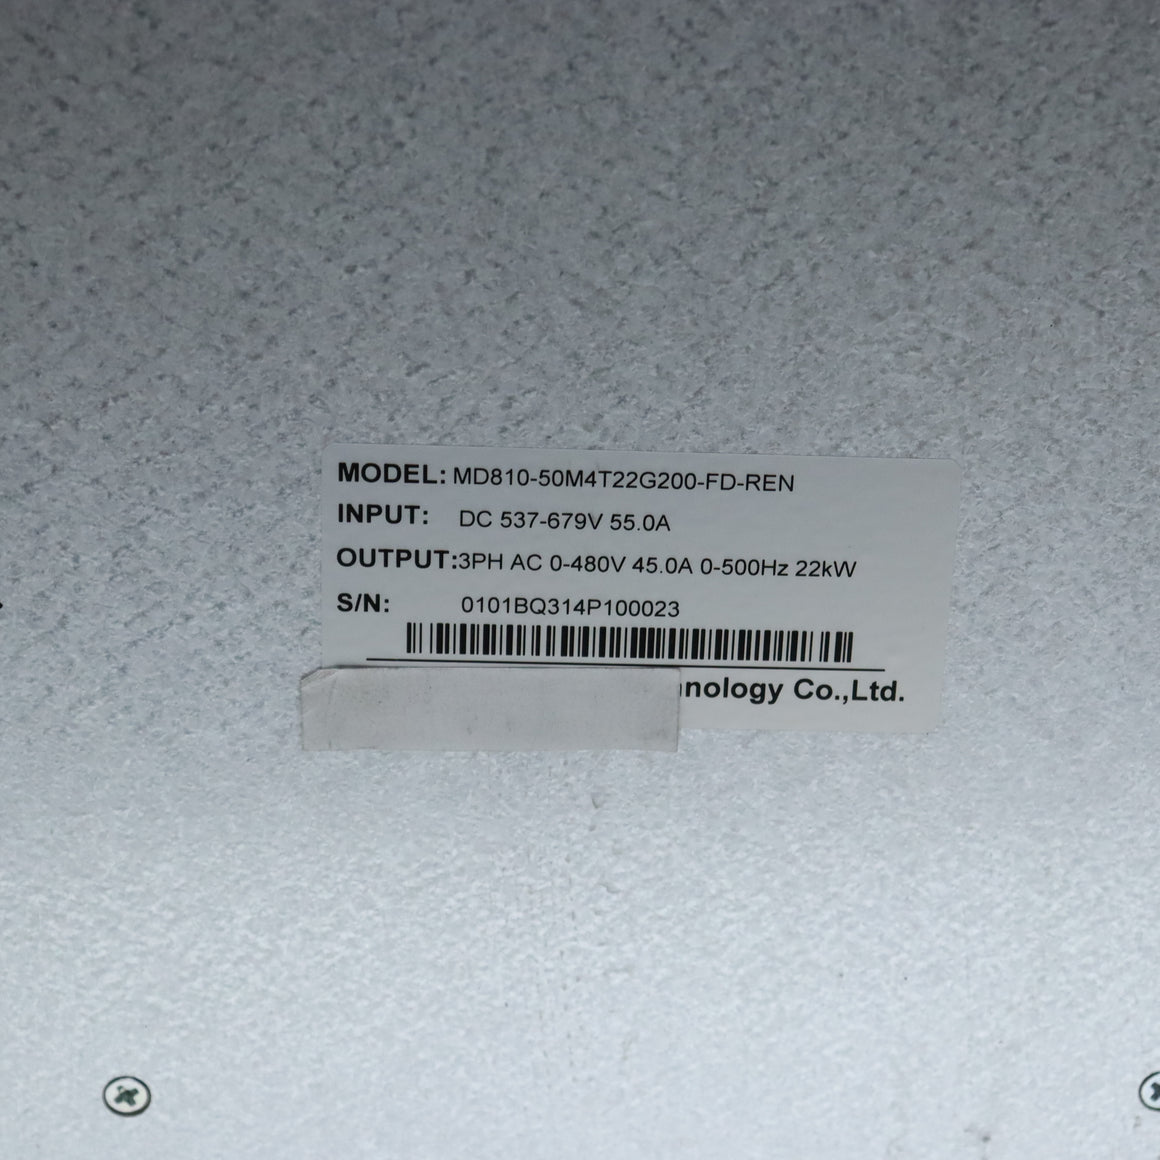 MODEL: MD810-50M4T22G200-FD-REN
INPUT: DC 537-679V 55.0A
OUTPUT:3PH AC 0-480V 45.0A 0-500Hz 22kW
S/N: 0101BQ314P100023
Co.,Ltd.